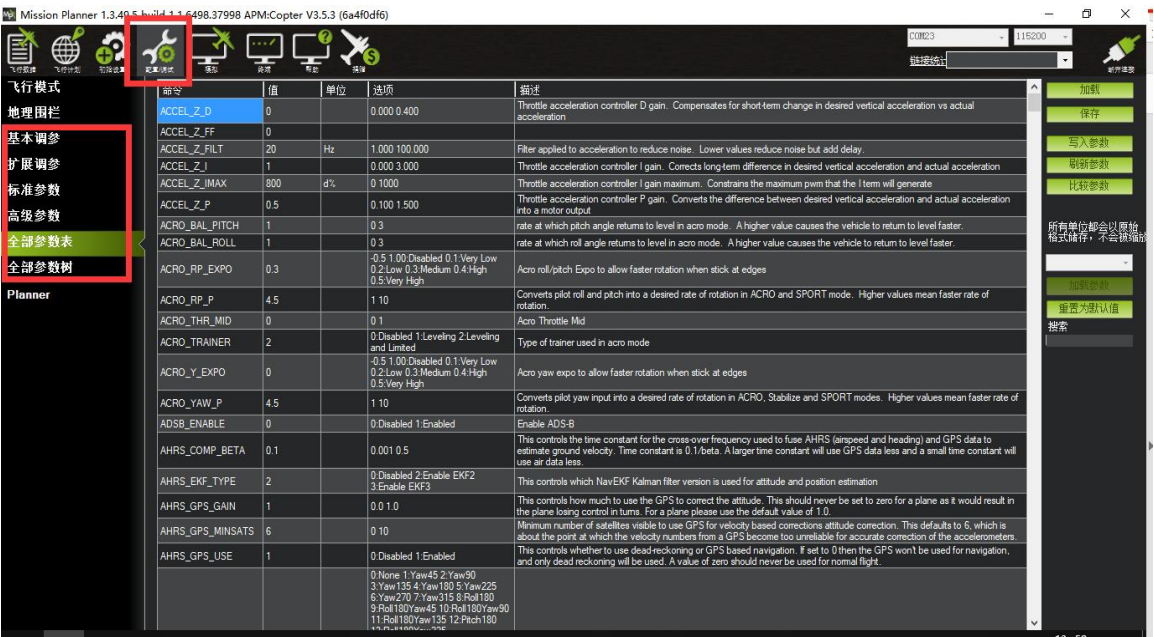 Mission Planner 1.3.49.5 build 1.1.6498.37998 APM:Copter V3.5.3 (6a4f0df6)
飞行数据 飞行计划 初始设置 配置/调试 模拟 终端 帮助 捐赠
COM23 115200
链接统计
断开连接
飞行模式
地理围栏
基本调参
扩展调参
标准参数
高级参数
全部参数表
全部参数树
Planner
命令 值 单位 选项 描述
ACCEL_Z_D 0 0.000 0.400 Throttle acceleration controller D gain. Compensates for short-term change in desired vertical acceleration vs actual
acceleration
ACCEL_Z_FF 0
ACCEL_Z_FILT 20 Hz 1.000 100.000 Filter applied to acceleration to reduce noise. Lower values reduce noise but add delay.
ACCEL_Z_I 1 0.000 3.000 Throttle acceleration controller I gain. Corrects long-term difference in desired vertical acceleration and actual acceleration
ACCEL_Z_IMAX 800 d% 0 1000 Throttle acceleration controller I gain maximum. Constrains the maximum pwm that the I term will generate
ACCEL_Z_P 0.5 0.100 1.500 Throttle acceleration controller P gain. Converts the difference between desired vertical acceleration and actual acceleration
into a motor output
ACRO_BAL_PITCH 1 0 3 rate at which pitch angle returns to level in acro mode. A higher value causes the vehicle to return to level faster.
ACRO_BAL_ROLL 1 0 3 rate at which roll angle returns to level in acro mode. A higher value causes the vehicle to return to level faster.
ACRO_RP_EXPO 0.3 -0.5 1.00:Disabled 0.1:Very Low
0.2:Low 0.3:Medium 0.4:High
0.5:Very High
Acro roll/pitch Expo to allow faster rotation when stick at edges
ACRO_RP_P 4.5 1 10 Converts pilot roll and pitch into a desired rate of rotation in ACRO and SPORT mode. Higher values mean faster rate of
rotation.
ACRO_THR_MID 0 0 1 Acro Throttle Mid
ACRO_TRAINER 2 0:Disabled 1:Leveling 2:Leveling
and Limited
Type of trainer used in acro mode
ACRO_Y_EXPO 0 -0.5 1.00:Disabled 0.1:Very Low
0.2:Low 0.3:Medium 0.4:High
0.5:Very High
Acro yaw expo to allow faster rotation when stick at edges
ACRO_YAW_P 4.5 1 10 Converts pilot yaw input into a desired rate of rotation in ACRO, Stabilize and SPORT modes. Higher values mean faster rate of
rotation.
ADSB_ENABLE 0 0:Disabled 1:Enabled Enable ADS-B
AHRS_COMP_BETA 0.1 0.001 0.5 This controls the time constant for the cross-over frequency used to fuse AHRS (airspeed and heading) and GPS data to
estimate ground velocity. Time constant is 0.1/beta. A larger time constant will use GPS data less and a small time constant will
use air data less.
AHRS_EKF_TYPE 2 0:Disabled 2:Enable EKF2
3:Enable EKF3
This controls which NavEKF Kalman filter version is used for attitude and position estimation
AHRS_GPS_GAIN 1 0.0 1.0 This controls how much to use the GPS to correct the attitude. This should never be set to zero for a plane as it would result in
the plane losing control in turns. For a plane please use the default value of 1.0.
AHRS_GPS_MINSATS 6 0 10 Minimum number of satellites visible to use GPS for velocity based corrections attitude correction. This defaults to 6, which is
about the point at which the velocity numbers from a GPS become too unreliable for accurate correction of the accelerometers.
AHRS_GPS_USE 1 0:Disabled 1:Enabled This controls whether to use dead-reckoning or GPS based navigation. If set to 0 then the GPS won't be used for navigation,
and only dead reckoning will be used. A value of zero should never be used for normal flight.
0:None 1:Yaw45 2:Yaw90
3:Yaw135 4:Yaw180 5:Yaw225
6:Yaw270 7:Yaw315 8:Roll180
9:Roll180Yaw45 10:Roll180Yaw90
11:Roll180Yaw135 12:Pitch180
加载
保存
写入参数
刷新参数
比较参数
所有单位都会以原始
格式储存，不会被缩放
加载参数
重置为默认值
搜索